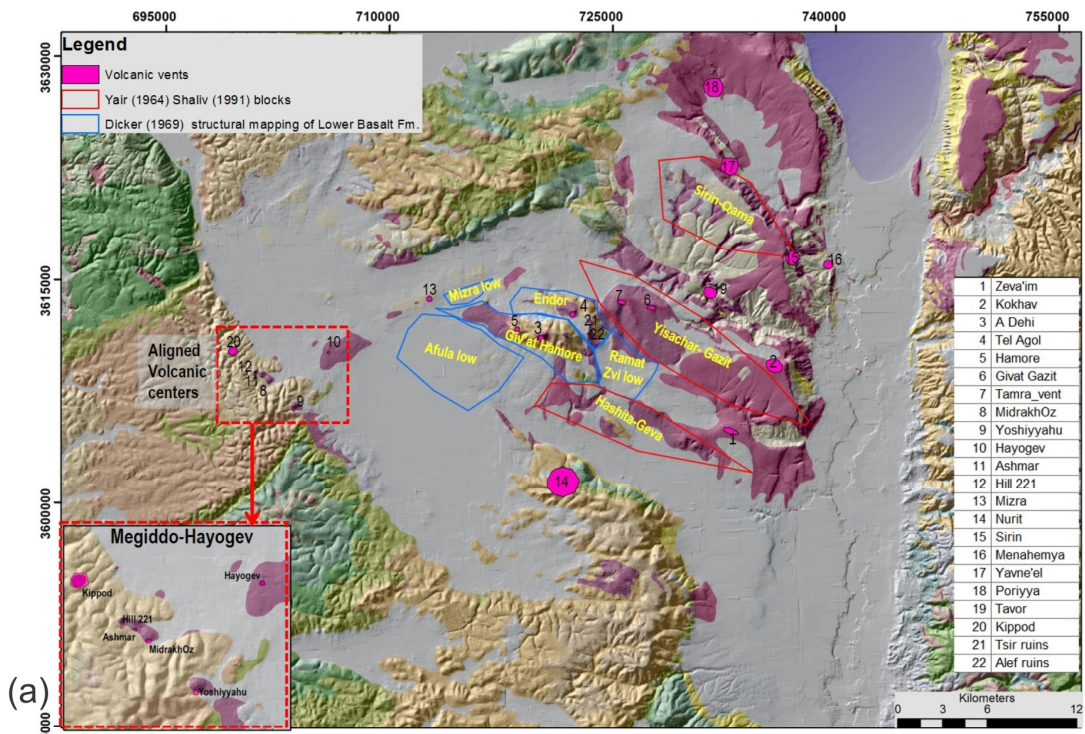 695000 710000 725000 740000 755000
Legend
Volcanic vents
Yair (1964) Shaliv (1991) blocks
Dicker (1969) structural mapping of Lower Basalt Fm.
3630000
3615000
3600000
000
18
17
Sirin-Qama
15
16
19
13
Mizra low
Endor
4
7
6
21
22
5
3
Giv'at Hamore
Yisachar- Gazit
Afula low
Ramat
Zvi low
2
Hashita-Geva
1
14
Aligned
Volcanic
centers
20
10
12
11
8
9
Megiddo-Hayogev
Hayogev
Kippod
Hill 221
Ashmar
MidrakhOz
Yoshiyyahu
(a)
1 Zeva'im
2 Kokhav
3 A Dehi
4 Tel Agol
5 Hamore
6 Givat Gazit
7 Tamra_vent
8 MidrakhOz
9 Yoshiyyahu
10 Hayogev
11 Ashmar
12 Hill 221
13 Mizra
14 Nurit
15 Sirin
16 Menahemya
17 Yavne'el
18 Poriyya
19 Tavor
20 Kippod
21 Tsir ruins
22 Alef ruins
Kilometers
0 3 6 12